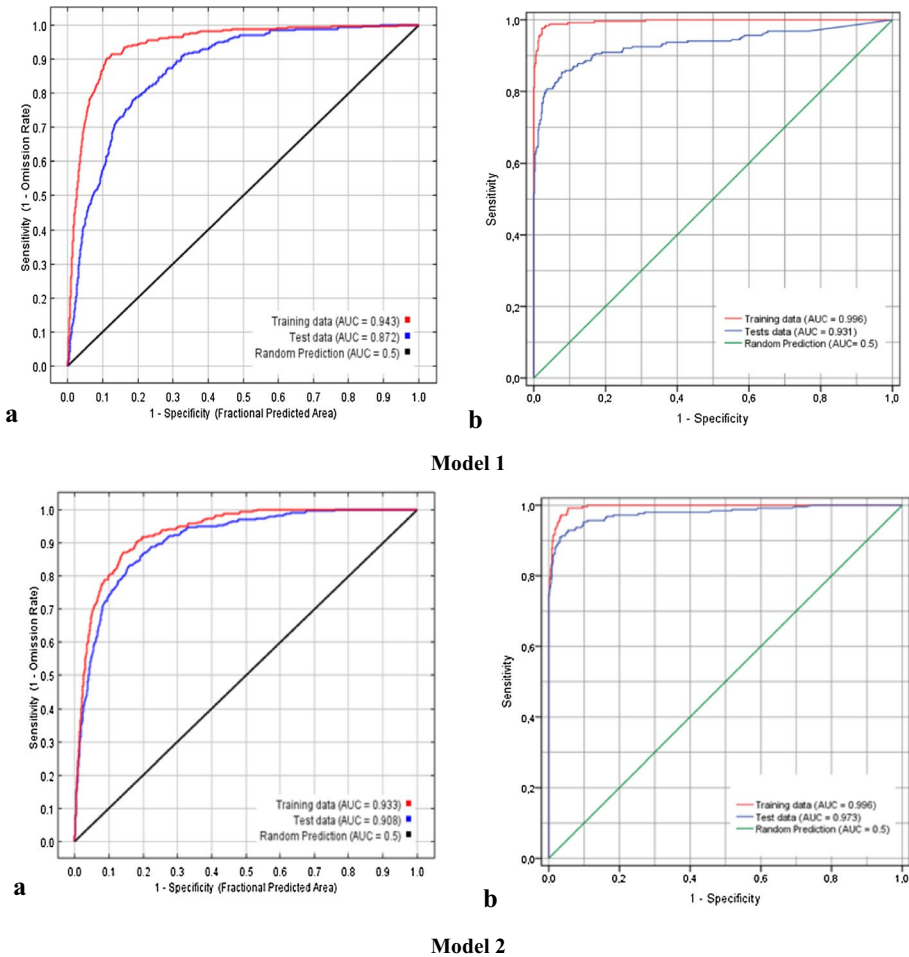 Sensitivity (1 - Omission Rate)
1.0
0.9
0.8
0.7
0.6
0.5
0.4
0.3
0.2
0.1
0.0
Training data (AUC = 0.943)
Test data (AUC = 0.872)
Random Prediction (AUC = 0.5)
0.0 0.1 0.2 0.3 0.4 0.5 0.6 0.7 0.8 0.9 1.0
1 - Specificity (Fractional Predicted Area)
a
Sensitivity
1,0
0,8
0,6
0,4
0,2
0,0
Training data (AUC = 0.996)
Tests data (AUC = 0.931)
Random Prediction (AUC= 0.5)
0,0 0,2 0,4 0,6 0,8 1,0
1 - Specificity
b
Model 1
Sensitivity (1 - Omission Rate)
1.0
0.9
0.8
0.7
0.6
0.5
0.4
0.3
0.2
0.1
0.0
Training data (AUC = 0.933)
Test data (AUC = 0.908)
Random Prediction (AUC = 0.5)
0.0 0.1 0.2 0.3 0.4 0.5 0.6 0.7 0.8 0.9 1.0
1 - Specificity (Fractional Predicted Area)
a
Sensitivity
1,0
0,8
0,6
0,4
0,2
0,0
Training data (AUC = 0.996)
Test data (AUC = 0.973)
Random Prediction (AUC = 0.5)
0,0 0,2 0,4 0,6 0,8 1,0
1 - Specificity
b
Model 2